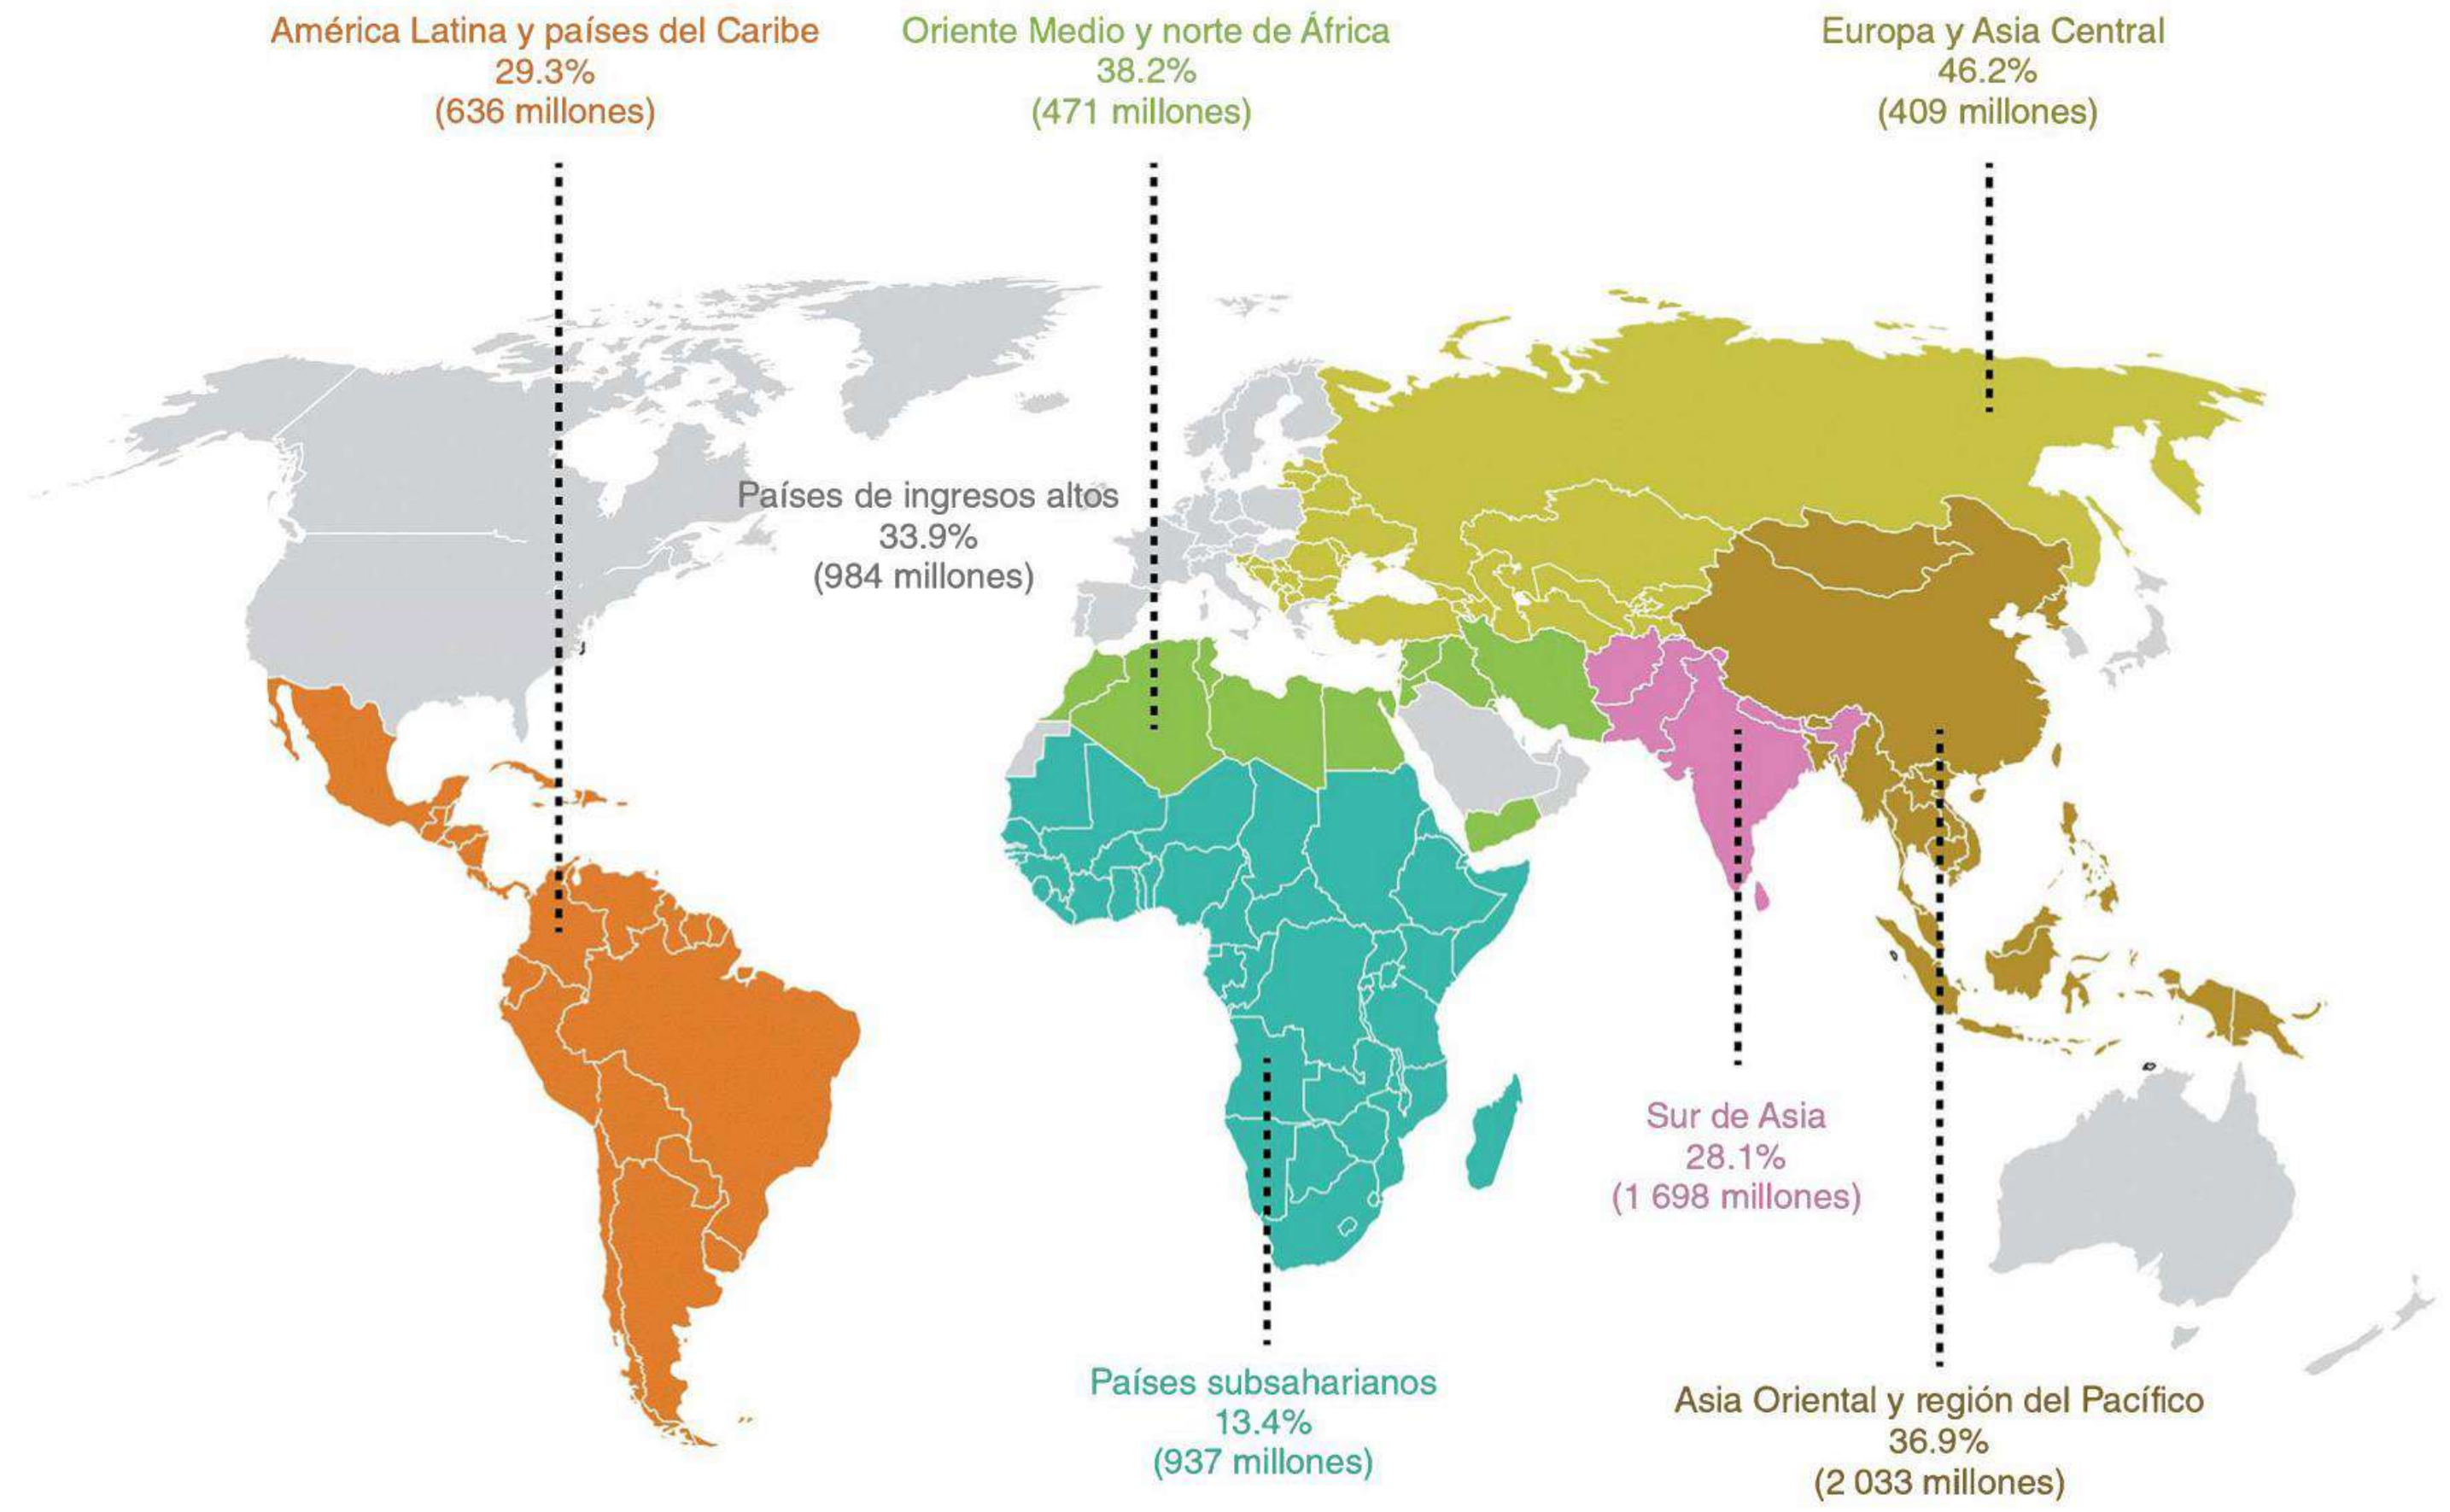 América Latina y países del Caribe
29.3%
(636 millones)
Oriente Medio y norte de África
38.2%
(471 millones)
Europa y Asia Central
46.2%
(409 millones)
Países de ingresos altos
33.9%
(984 millones)
Sur de Asia
28.1%
(1 698 millones)
Países subsaharianos
13.4%
(937 millones)
Asia Oriental y región del Pacífico
36.9%
(2 033 millones)